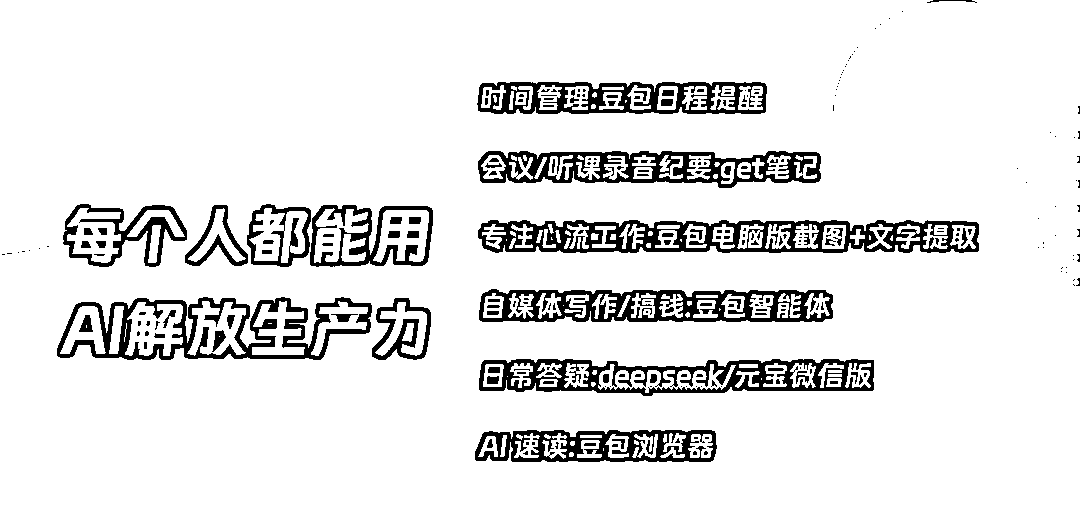 每个人都能用
AI解放生产力
时间管理:豆包日程提醒
会议/听课录音纪要:get笔记
专注心流工作:豆包电脑版截图+文字提取
自媒体写作/搞钱:豆包智能体
日常答疑:deepseek/元宝微信版
AI 速读:豆包浏览器